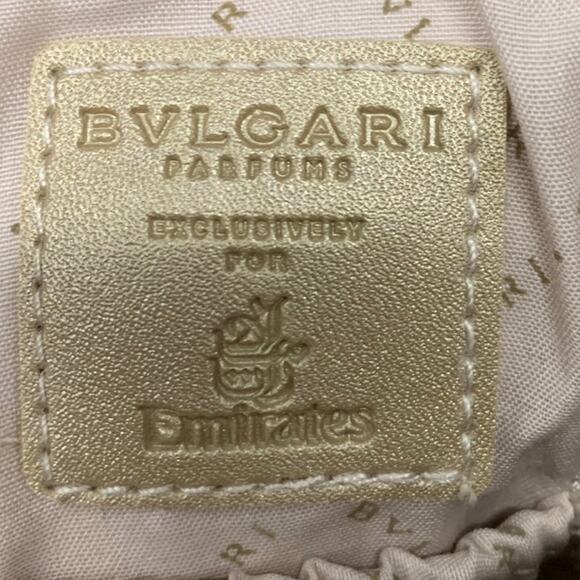 BVLGARI
PARFUMS
EXCLUSIVELY
FOR
Emirates